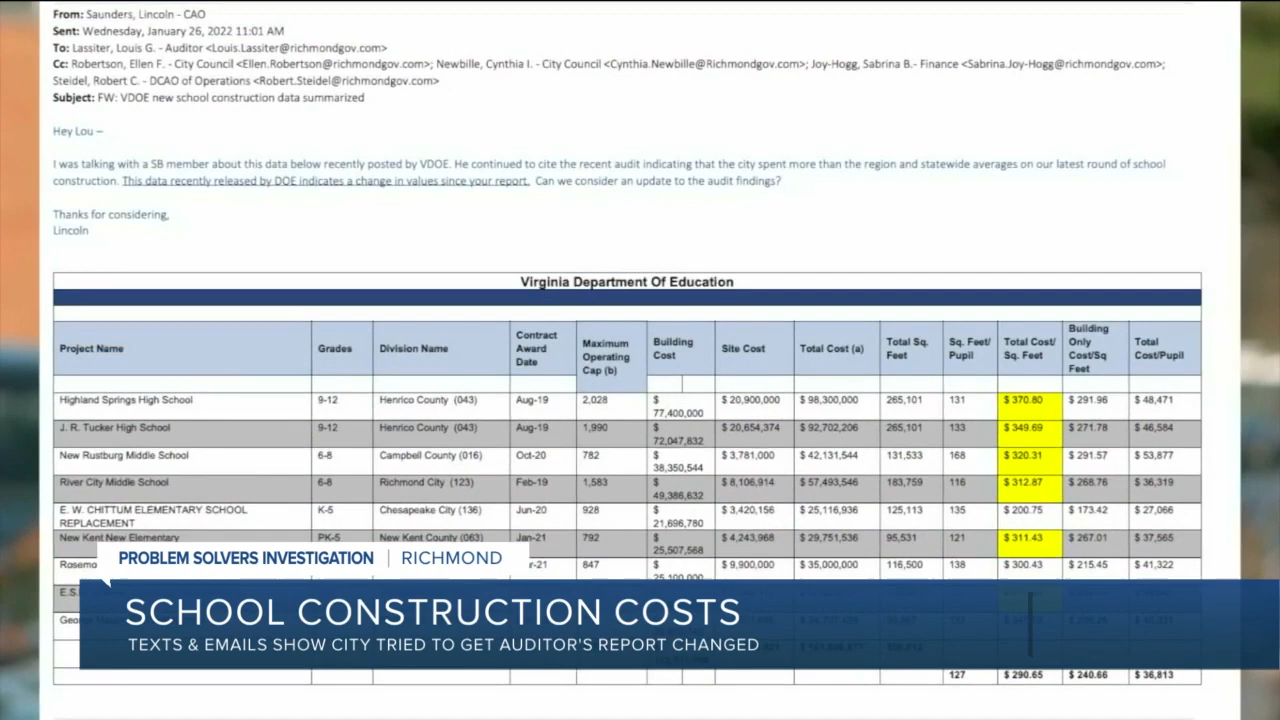 From: Saunders, Lincoln - CAO
Sent: Wednesday, January 26, 2022 11:01 AM
To: Lassiter, Louis G. - Auditor <Louis.Lassiter@richmondgov.com>
Cc: Robertson, Ellen F. - City Council <Ellen.Robertson@richmondgov.com>; Newbille, Cynthia I. - City Council <Cynthia.Newbille@Richmondgov.com>; Joy-Hogg, Sabrina B.- Finance <Sabrina.Joy-Hogg@richmondgov.com>;
Steidel, Robert C. - DCAO of Operations <Robert.Steidel@richmondgov.com>
Subject: FW: VDOE new school construction data summarized
Hey Lou –
I was talking with a SB member about this data below recently posted by VDOE. He continued to cite the recent audit indicating that the city spent more than the region and statewide averages on our latest round of school
construction. This data recently released by DOE indicates a change in values since your report. Can we consider an update to the audit findings?
Thanks for considering,
Lincoln
Virginia Department Of Education
Project Name Grades Division Name Contract Award Date Maximum Operating Cap (b) Building Cost Site Cost Total Cost (a) Total Sq. Feet Sq. Feet/ Pupil Total Cost/ Sq. Feet Building Only Cost/Sq Feet Total Cost/Pupil
Highland Springs High School 9-12 Henrico County (043) Aug-19 2,028 $ 77,400,000 $ 20,900,000 $ 98,300,000 265,101 131 $ 370.80 $ 291.96 $ 48,471
J. R. Tucker High School 9-12 Henrico County (043) Aug-19 1,990 $ 72,047,832 $ 20,654,374 $ 92,702,206 265,101 133 $ 349.69 $ 271.78 $ 46,584
New Rustburg Middle School 6-8 Campbell County (016) Oct-20 782 $ 38,350,544 $ 3,781,000 $ 42,131,544 131,533 168 $ 320.31 $ 291.57 $ 53,877
River City Middle School 6-8 Richmond City (123) Feb-19 1,583 $ 49,386,632 $ 8,106,914 $ 57,493,546 183,759 116 $ 312.87 $ 268.76 $ 36,319
E. W. CHITTUM ELEMENTARY SCHOOL REPLACEMENT K-5 Chesapeake City (136) Jun-20 928 $ 21,696,780 $ 3,420,156 $ 25,116,936 125,113 135 $ 200.75 $ 173.42 $ 27,066
New Kent New Elementary PK-5 New Kent County (063) Jan-21 792 $ 25,507,568 $ 4,243,968 $ 29,751,536 95,531 121 $ 311.43 $ 267.01 $ 37,565
Rosemo r-21 847 $ 25,100,000 $ 9,900,000 $ 35,000,000 116,500 138 $ 300.43 $ 215.45 $ 41,322
127 $ 290.65 $ 240.66 $ 36,813
PROBLEM SOLVERS INVESTIGATION | RICHMOND
SCHOOL CONSTRUCTION COSTS
TEXTS & EMAILS SHOW CITY TRIED TO GET AUDITOR'S REPORT CHANGED